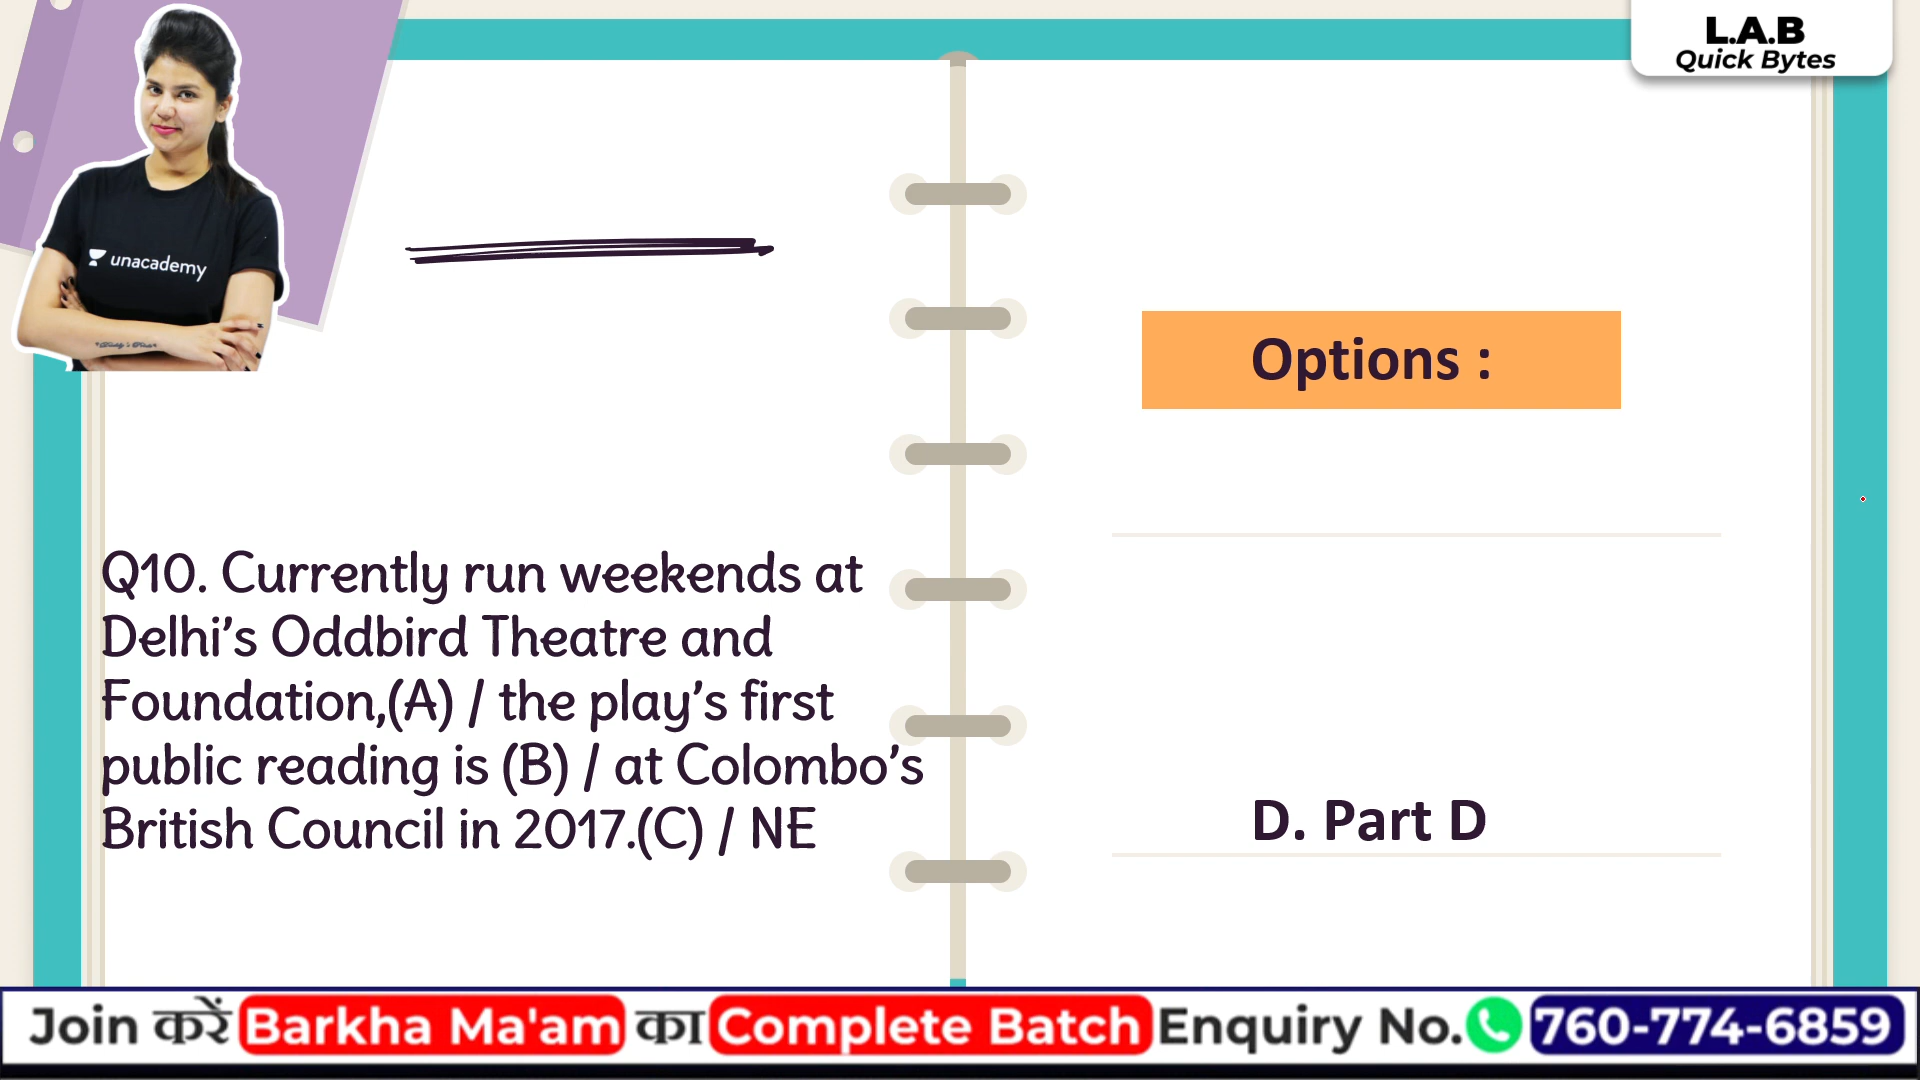 L.A.B
Quick Bytes
unacademy
Options :
Q10. Currently run weekends at
Delhi’s Oddbird Theatre and
Foundation,(A) / the play’s first
public reading is (B) / at Colombo’s
British Council in 2017.(C) / NE
D. Part D
Join करें Barkha Ma'am का Complete Batch Enquiry No. 760-774-6859